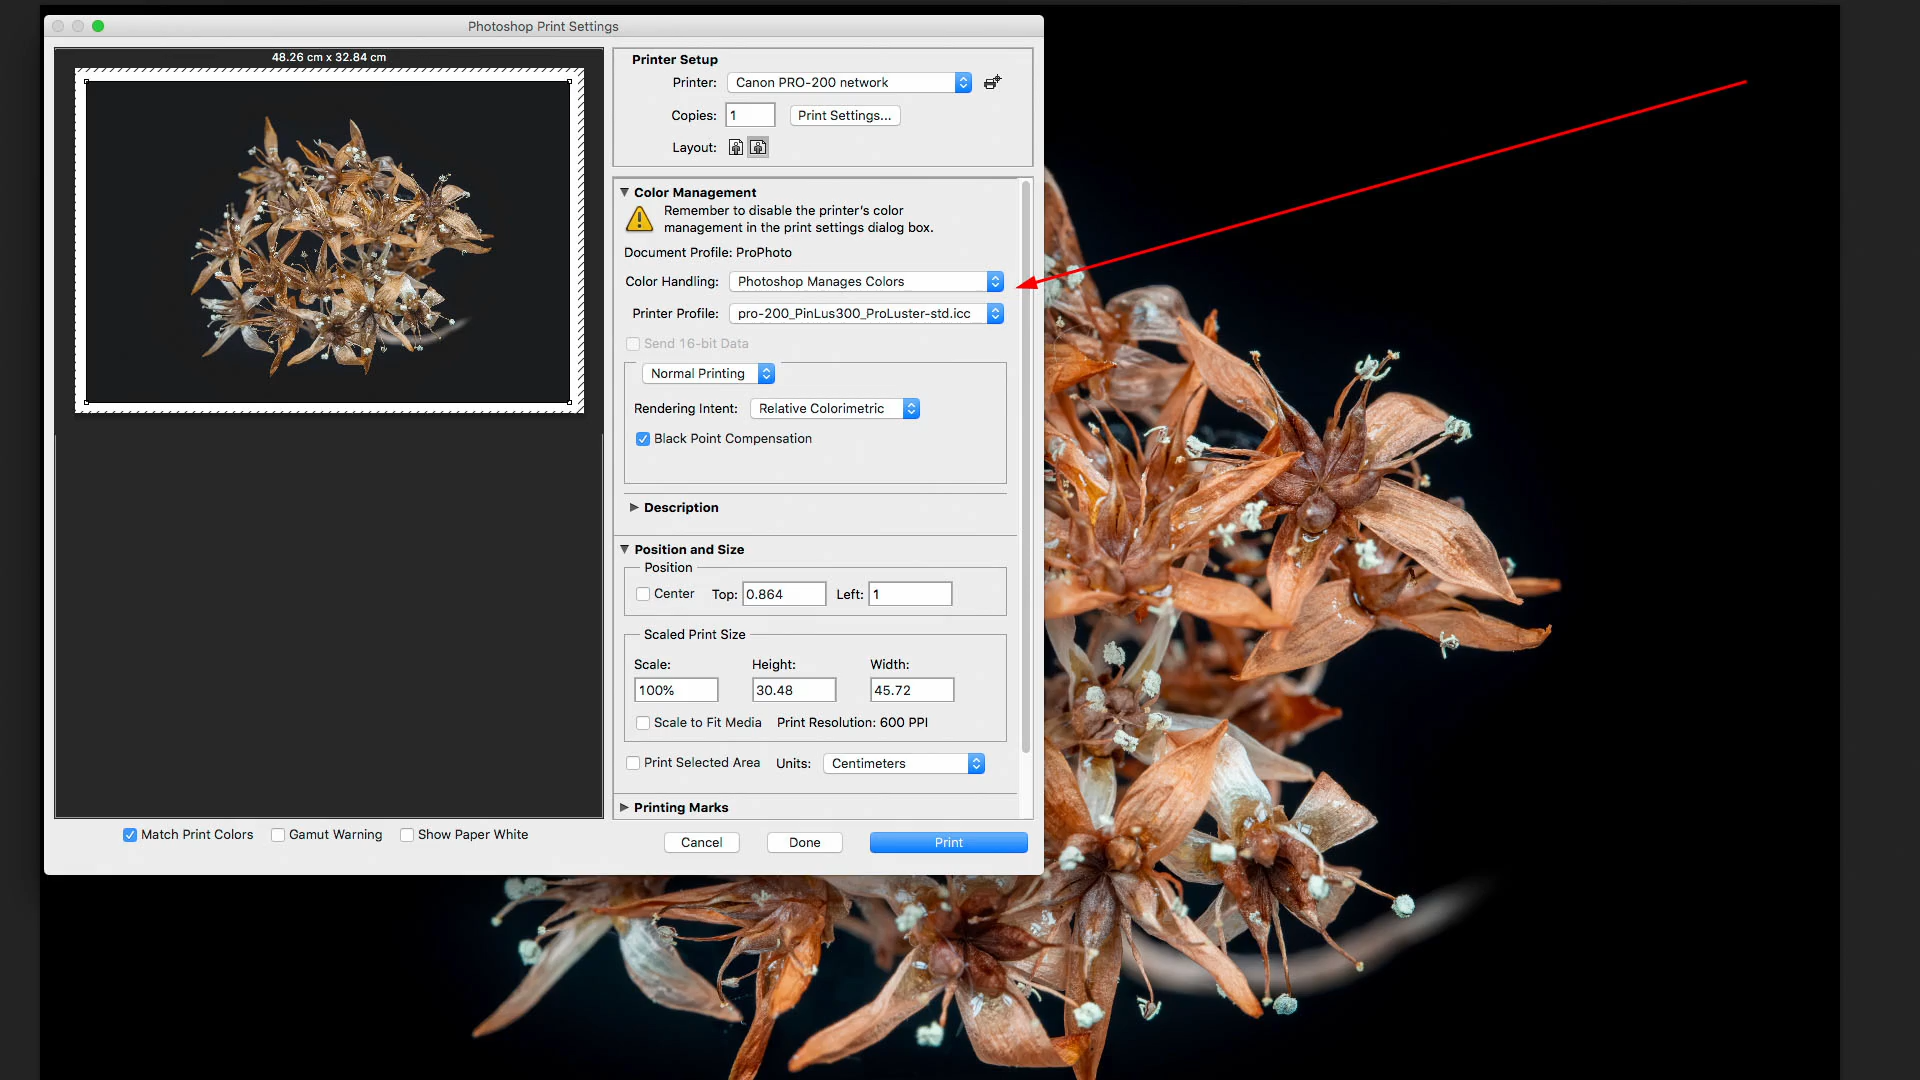 Photoshop Print Settings
48.26 cm x 32.84 cm
Printer Setup
Printer: Canon PRO-200 network
Copies: 1 Print Settings...
Layout:
Color Management
Remember to disable the printer's color
management in the print settings dialog box.
Document Profile: ProPhoto
Color Handling: Photoshop Manages Colors
Printer Profile: pro-200_PinLus300_ProLuster-std.icc
Send 16-bit Data
Normal Printing
Rendering Intent: Relative Colorimetric
Black Point Compensation
Description
Position and Size
Position
Center Top: 0.864 Left: 1
Scaled Print Size
Scale: Height: Width:
100% 30.48 45.72
Scale to Fit Media Print Resolution: 600 PPI
Print Selected Area Units: Centimeters
Printing Marks
Match Print Colors Gamut Warning Show Paper White
Cancel Done Print